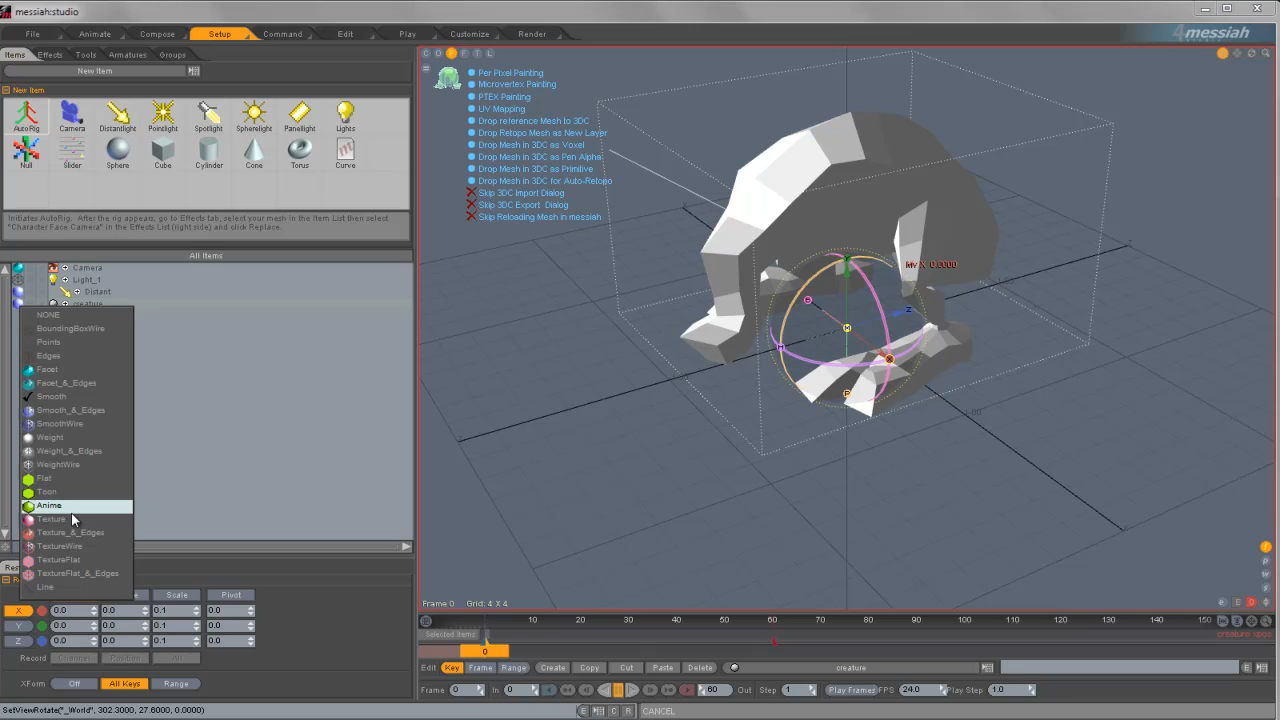 messiah:studio
File Animate Compose Setup Command Edit Play Customize Render
4messiah
Items Effects Tools Armatures Groups
New Item
New Item
AutoRig Camera Distantlight Pointlight Spotlight Spherelight Panellight Lights
Null Slider Sphere Cube Cylinder Cone Torus Curve
Initiates AutoRig. After the rig appears, go to Effects tab, select your mesh in the Item List then select
"Character Face Camera" in the Effects List (right side) and click Replace.
All Items
Camera
Light_1
Distant
creature
NONE
BoundingBoxWire
Points
Edges
Facet
Facet_&_Edges
Smooth
Smooth_&_Edges
SmoothWire
Weight
Weight_&_Edges
WeightWire
Flat
Toon
Anime
Texture
Texture_&_Edges
TextureWire
TextureFlat
TextureFlat_&_Edges
Line
Scale Pivot
X 0.0 0.0 0.1 0.0
Y 0.0 0.0 0.1 0.0
Z 0.0 0.0 0.1 0.0
Record
XForm Off All Keys Range
SetViewRotate("_World", 302.3000, 27.6000, 0.0000)
Per Pixel Painting
Microvertex Painting
PTEX Painting
UV Mapping
Drop reference Mesh to 3DC
Drop Retopo Mesh as New Layer
Drop Mesh in 3DC as Voxel
Drop Mesh in 3DC as Pen Alpha
Drop Mesh in 3DC as Primitive
Drop Mesh in 3DC for Auto-Retopo
Skip 3DC Import Dialog
Skip 3DC Export Dialog
Skip Reloading Mesh in messiah
Mv X 0.0000
Frame 0 Grid: 4 X 4
10 20 30 40 50 60 70 80 90 100 110 120 130 140 150
Selected Items
creature xpos
0
Edit Key Frame Range Create Copy Cut Paste Delete creature E
Frame 0 In 0 60 Out Step 1 Play Frames FPS 24.0 Play Step 1.0
E C R CANCEL